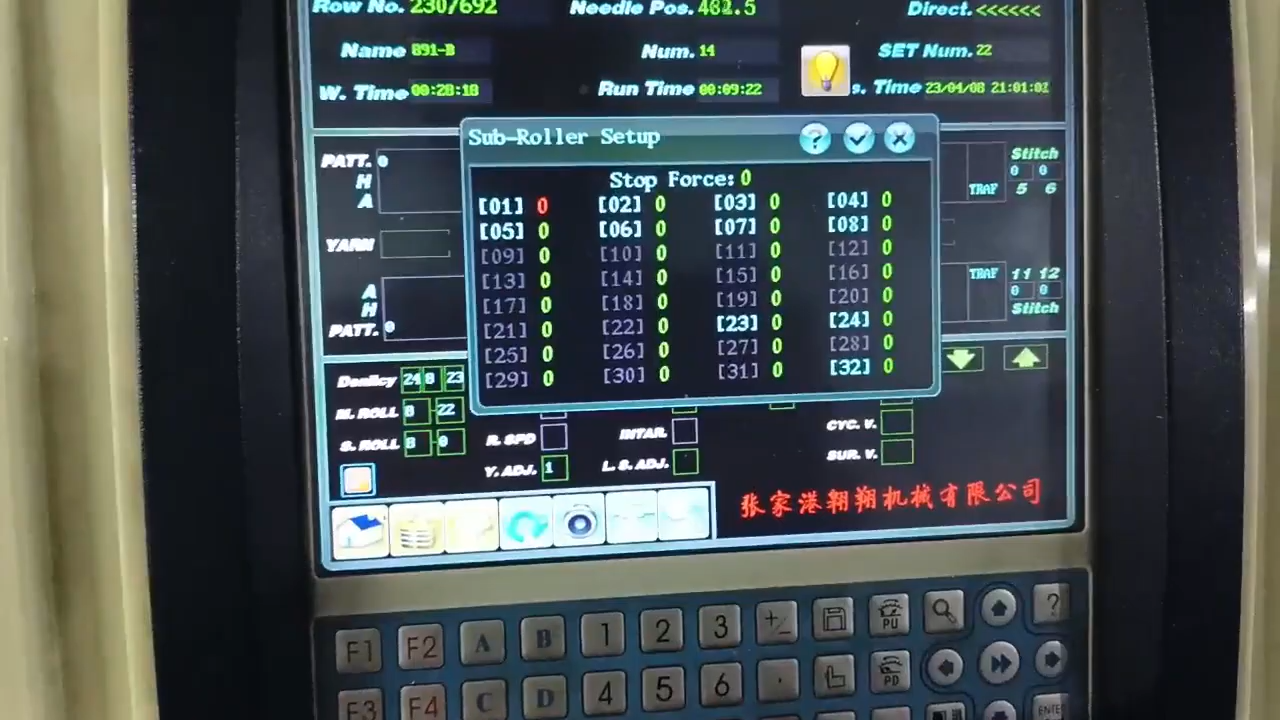 Row No. 230/692 Needle Pos. 482.5 Direct. <<<<<<
Name 891-B Num. 14 SET Num. 22
W. Time 00:28:18 Run Time 00:09:22 s. Time 23/04/08 21:01:02
Sub-Roller Setup ? 
Stop Force: 0
[01] 0 [02] 0 [03] 0 [04] 0
[05] 0 [06] 0 [07] 0 [08] 0
[09] 0 [10] 0 [11] 0 [12] 0
[13] 0 [14] 0 [15] 0 [16] 0
[17] 0 [18] 0 [19] 0 [20] 0
[21] 0 [22] 0 [23] 0 [24] 0
[25] 0 [26] 0 [27] 0 [28] 0
[29] 0 [30] 0 [31] 0 [32] 0
PATT. 0
H
A
YARN
A
H
PATT. 0
Stitch
0 0
TRAF 5 6
TRAF 11 12
0 0
Stitch
Density 24 8 23
M. ROLL 8 22
S. ROLL 8 0
R. SPD INTAR. CYC. V.
Y. ADJ. 1 L. S. ADJ. SUR. V.
张家港翱翔机械有限公司
F1 F2 A B 1 2 3 +/- PU ?
F3 F4 C D 4 5 6 . PD ENTER